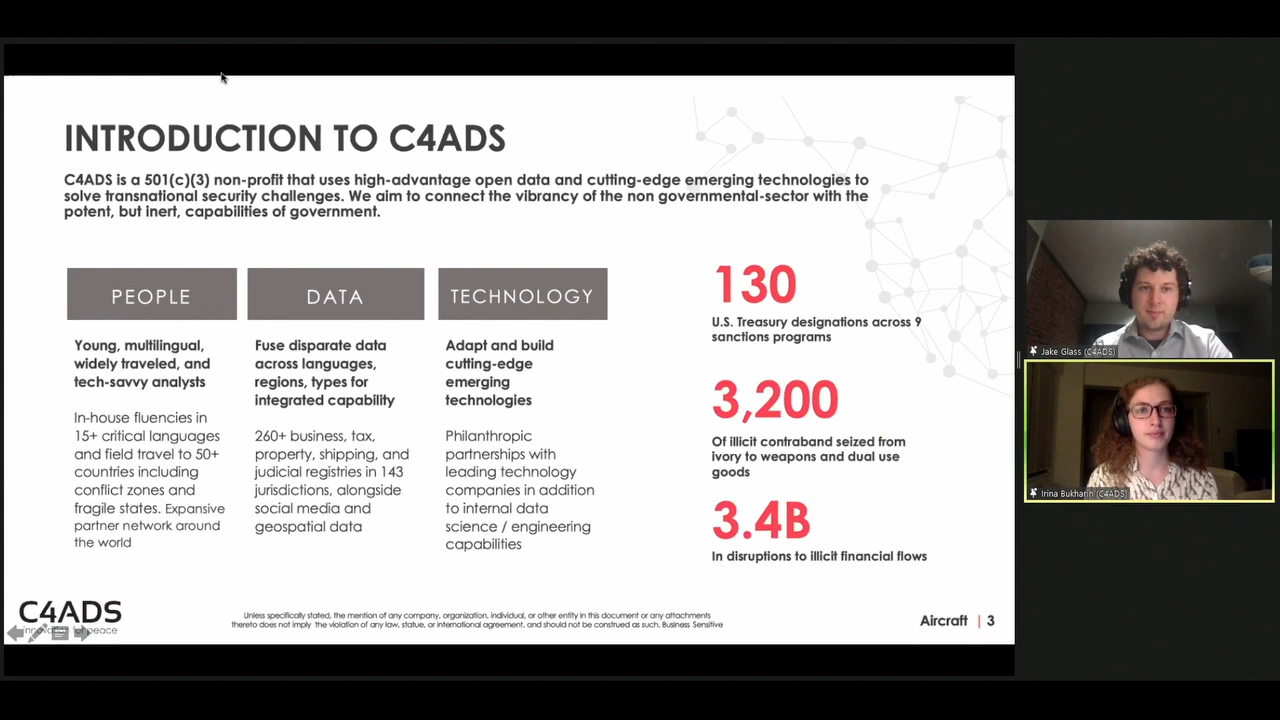 INTRODUCTION TO C4ADS
C4ADS is a 501(c)(3) non-profit that uses high-advantage open data and cutting-edge emerging technologies to
solve transnational security challenges. We aim to connect the vibrancy of the non governmental-sector with the
potent, but inert, capabilities of government.
PEOPLE
Young, multilingual,
widely traveled, and
tech-savvy analysts
In-house fluencies in
15+ critical languages
and field travel to 50+
countries including
conflict zones and
fragile states. Expansive
partner network around
the world
DATA
Fuse disparate data
across languages,
regions, types for
integrated capability
260+ business, tax,
property, shipping, and
judicial registries in 143
jurisdictions, alongside
social media and
geospatial data
TECHNOLOGY
Adapt and build
cutting-edge
emerging
technologies
Philanthropic
partnerships with
leading technology
companies in addition
to internal data
science / engineering
capabilities
130
U.S. Treasury designations across 9
sanctions programs
3,200
Of illicit contraband seized from
ivory to weapons and dual use
goods
3.4B
In disruptions to illicit financial flows
C4ADS
innovation for peace
Unless specifically stated, the mention of any company, organization, individual, or other entity in this document or any attachments
thereto does not imply the violation of any law, statue, or international agreement, and should not be construed as such. Business Sensitive
Aircraft | 3
Jake Glass (C4ADS)
Irina Bukharin (C4ADS)